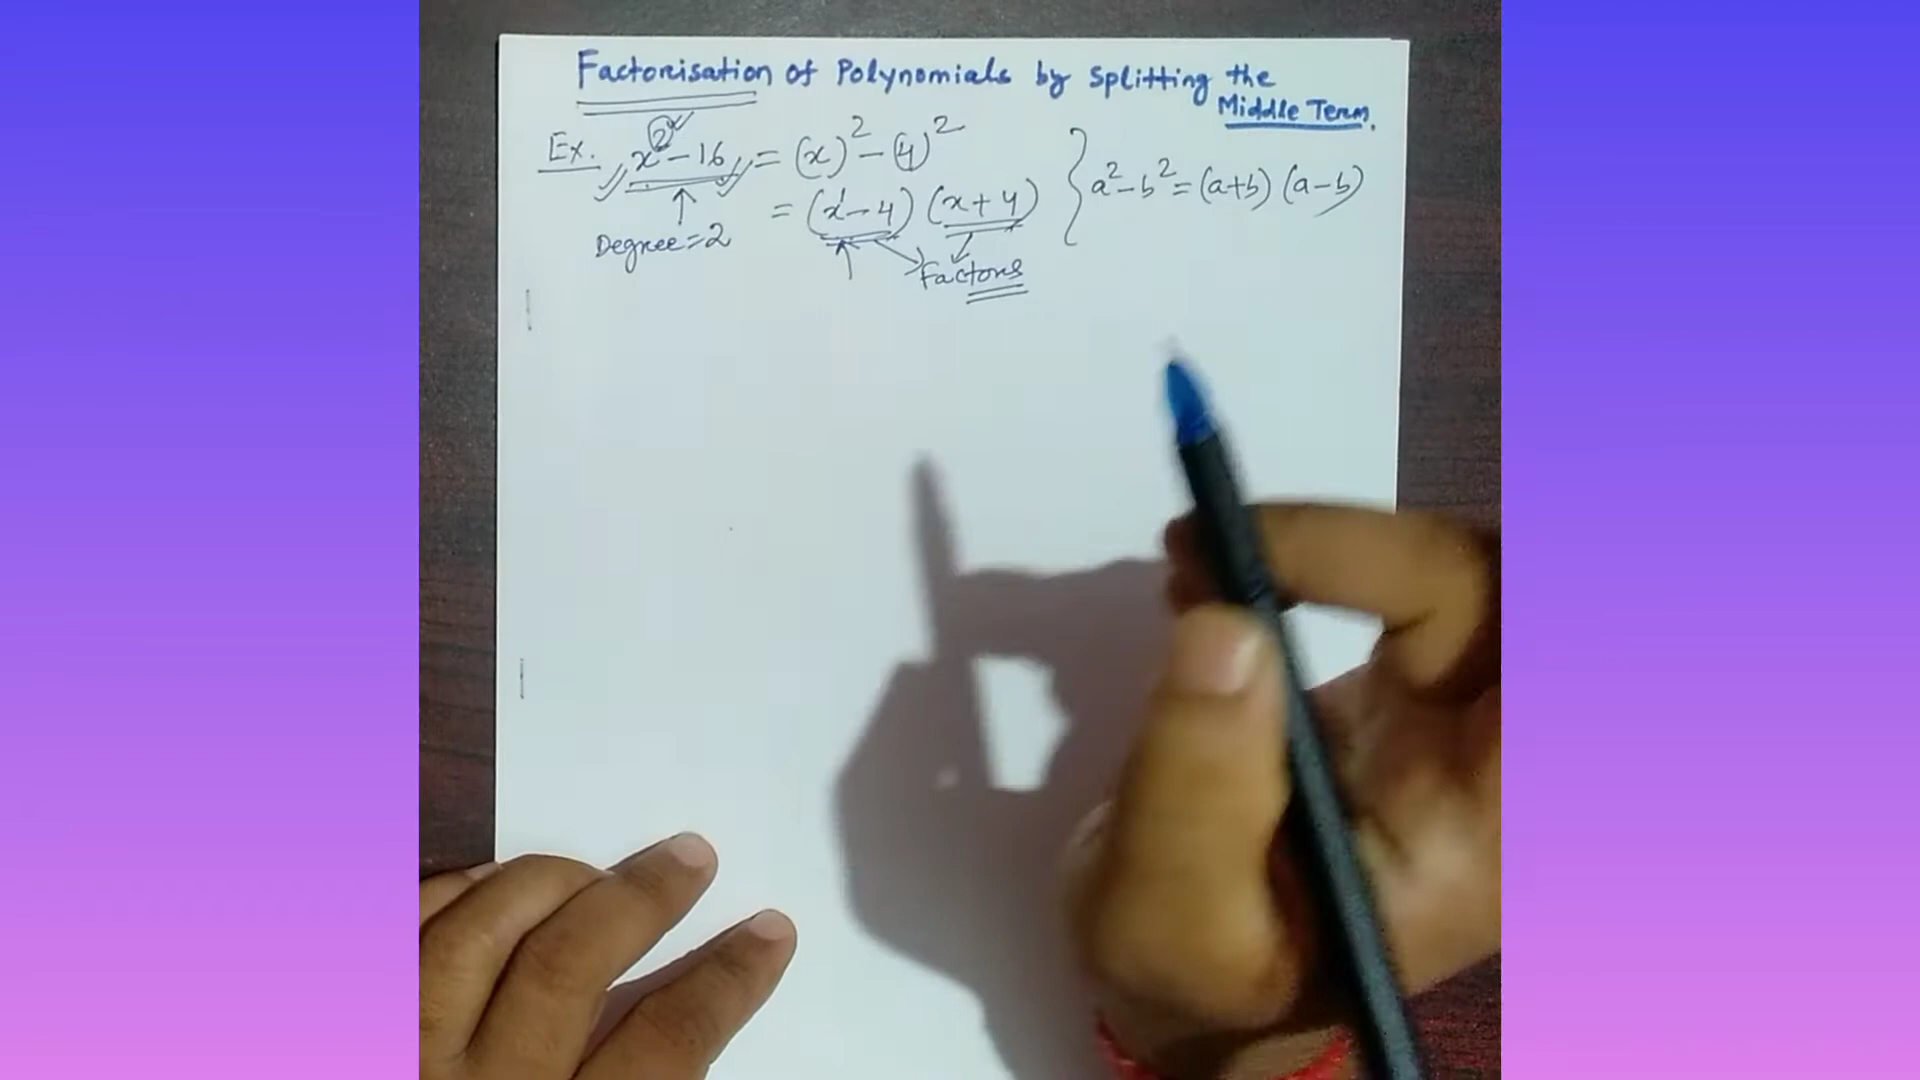 Factorisation of Polynomials by Splitting the
Middle Term.
Ex. x² - 16 = (x)² - (4)²
= (x - 4) (x + 4)
} a² - b² = (a+b) (a-b)
Degree = 2
Factors